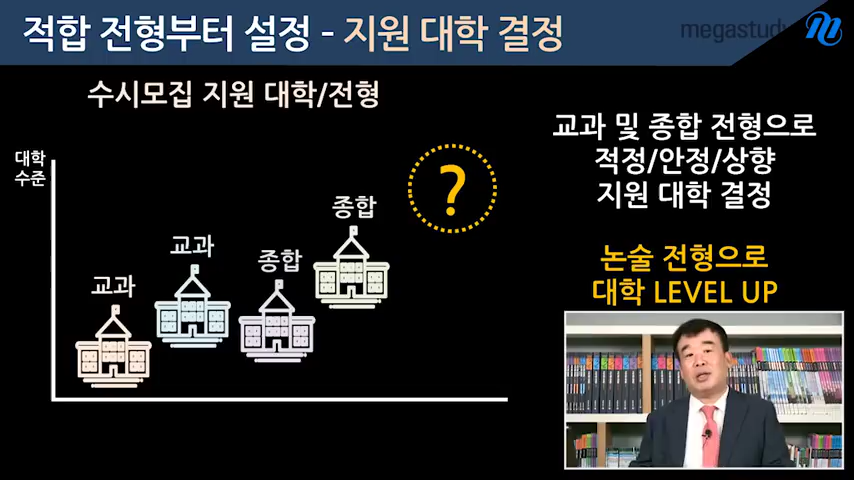 적합 전형부터 설정 - 지원 대학 결정
megastudy
수시모집 지원 대학/전형
대학
수준
교과
교과
종합
종합
?
교과 및 종합 전형으로
적정/안정/상향
지원 대학 결정
논술 전형으로
대학 LEVEL UP